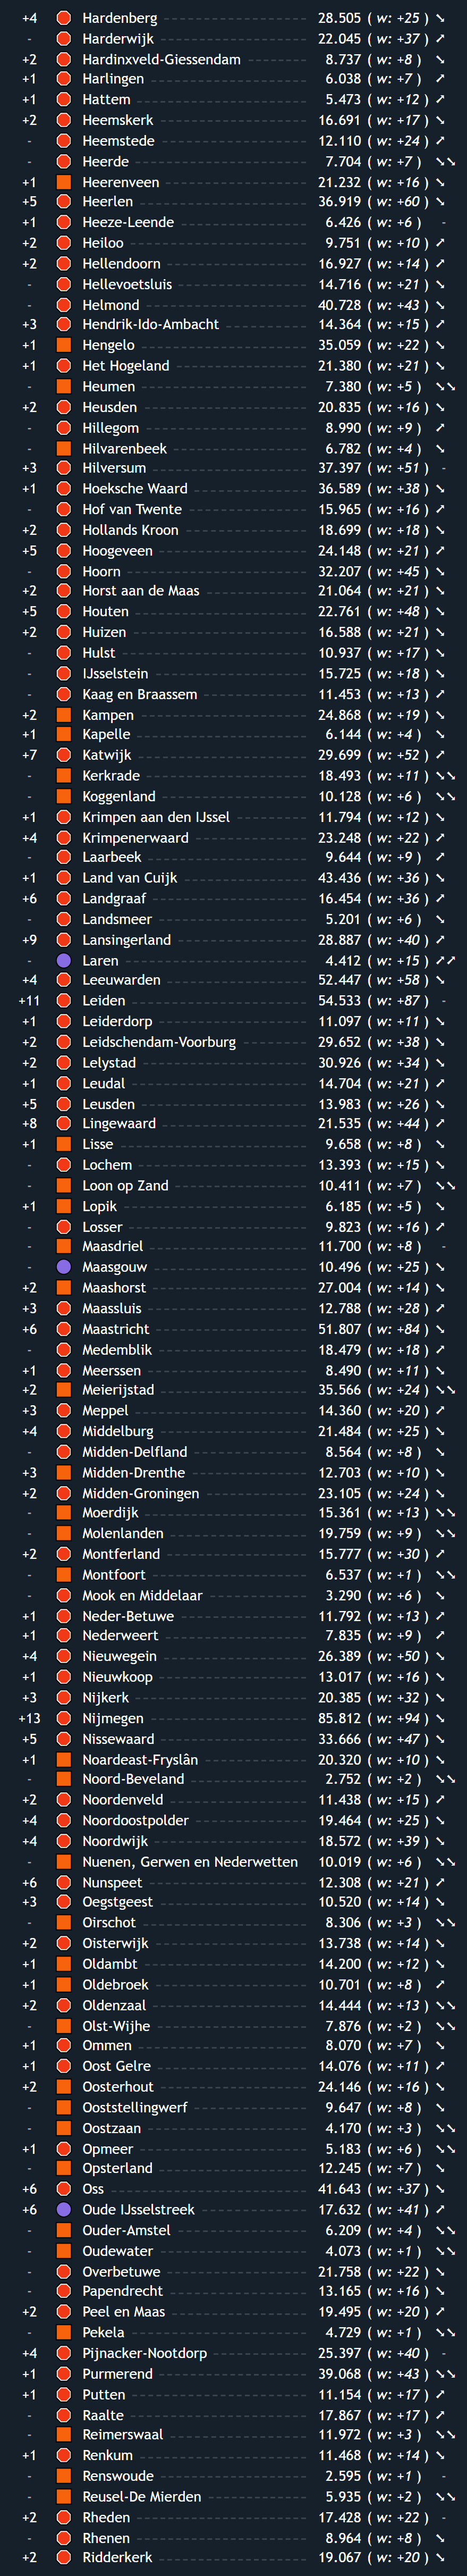 +4 Hardenberg 28.505 ( w: +25 ) ↘
- Harderwijk 22.045 ( w: +37 ) ↗
+2 Hardinxveld-Giessendam 8.737 ( w: +8 ) ↘
+1 Harlingen 6.038 ( w: +7 ) ↗
+1 Hattem 5.473 ( w: +12 ) ↗
+2 Heemskerk 16.691 ( w: +17 ) ↘
- Heemstede 12.110 ( w: +24 ) ↗
- Heerde 7.704 ( w: +7 ) ↘↘
+1 Heerenveen 21.232 ( w: +16 ) ↘
+5 Heerlen 36.919 ( w: +60 ) ↘
+1 Heeze-Leende 6.426 ( w: +6 ) -
+2 Heiloo 9.751 ( w: +10 ) ↗
+2 Hellendoorn 16.927 ( w: +14 ) ↗
- Hellevoetsluis 14.716 ( w: +21 ) ↘
- Helmond 40.728 ( w: +43 ) ↘
+3 Hendrik-Ido-Ambacht 14.364 ( w: +15 ) ↗
+1 Hengelo 35.059 ( w: +22 ) ↘
+1 Het Hogeland 21.380 ( w: +21 ) ↘
- Heumen 7.380 ( w: +5 ) ↘↘
+2 Heusden 20.835 ( w: +16 ) ↘
- Hillegom 8.990 ( w: +9 ) ↗
- Hilvarenbeek 6.782 ( w: +4 ) ↘
+3 Hilversum 37.397 ( w: +51 ) -
+1 Hoeksche Waard 36.589 ( w: +38 ) ↘
- Hof van Twente 15.965 ( w: +16 ) ↗
+2 Hollands Kroon 18.699 ( w: +18 ) ↘
+5 Hoogeveen 24.148 ( w: +21 ) ↗
- Hoorn 32.207 ( w: +45 ) ↘
+2 Horst aan de Maas 21.064 ( w: +21 ) ↘
+5 Houten 22.761 ( w: +48 ) ↘
+2 Huizen 16.588 ( w: +21 ) ↘
- Hulst 10.937 ( w: +17 ) ↘
- IJsselstein 15.725 ( w: +18 ) ↘
- Kaag en Braassem 11.453 ( w: +13 ) ↗
+2 Kampen 24.868 ( w: +19 ) ↘
+1 Kapelle 6.144 ( w: +4 ) ↘
+7 Katwijk 29.699 ( w: +52 ) ↗
- Kerkrade 18.493 ( w: +11 ) ↘↘
- Koggenland 10.128 ( w: +6 ) ↘↘
+1 Krimpen aan den IJssel 11.794 ( w: +12 ) ↘
+4 Krimpenerwaard 23.248 ( w: +22 ) ↗
- Laarbeek 9.644 ( w: +9 ) ↗
+1 Land van Cuijk 43.436 ( w: +36 ) ↘
+6 Landgraaf 16.454 ( w: +36 ) ↗
- Landsmeer 5.201 ( w: +6 ) ↘
+9 Lansingerland 28.887 ( w: +40 ) ↗
- Laren 4.412 ( w: +15 ) ↗↗
+4 Leeuwarden 52.447 ( w: +58 ) ↘
+11 Leiden 54.533 ( w: +87 ) -
+1 Leiderdorp 11.097 ( w: +11 ) ↘
+2 Leidschendam-Voorburg 29.652 ( w: +38 ) ↘
+2 Lelystad 30.926 ( w: +34 ) ↘
+1 Leudal 14.704 ( w: +21 ) ↗
+5 Leusden 13.983 ( w: +26 ) ↘
+8 Lingewaard 21.535 ( w: +44 ) ↗
+1 Lisse 9.658 ( w: +8 ) ↘
- Lochem 13.393 ( w: +15 ) ↘
- Loon op Zand 10.411 ( w: +7 ) ↘↘
+1 Lopik 6.185 ( w: +5 ) ↘
- Losser 9.823 ( w: +16 ) ↗
- Maasdriel 11.700 ( w: +8 ) -
- Maasgouw 10.496 ( w: +25 ) ↘
+2 Maashorst 27.004 ( w: +14 ) ↘
+3 Maassluis 12.788 ( w: +28 ) ↗
+6 Maastricht 51.807 ( w: +84 ) ↘
- Medemblik 18.479 ( w: +18 ) ↗
+1 Meerssen 8.490 ( w: +11 ) ↘
+2 Meierijstad 35.566 ( w: +24 ) ↘↘
+3 Meppel 14.360 ( w: +20 ) ↗
+4 Middelburg 21.484 ( w: +25 ) ↘
- Midden-Delfland 8.564 ( w: +8 ) ↘
+3 Midden-Drenthe 12.703 ( w: +10 ) ↘
+2 Midden-Groningen 23.105 ( w: +24 ) ↘
- Moerdijk 15.361 ( w: +13 ) ↘↘
- Molenlanden 19.759 ( w: +9 ) ↘↘
+2 Montferland 15.777 ( w: +30 ) ↗
- Montfoort 6.537 ( w: +1 ) ↘↘
- Mook en Middelaar 3.290 ( w: +6 ) ↘
+1 Neder-Betuwe 11.792 ( w: +13 ) ↗
+1 Nederweert 7.835 ( w: +9 ) ↗
+4 Nieuwegein 26.389 ( w: +50 ) ↘
+1 Nieuwkoop 13.017 ( w: +16 ) ↘
+3 Nijkerk 20.385 ( w: +32 ) ↘
+13 Nijmegen 85.812 ( w: +94 ) ↘
+5 Nissewaard 33.666 ( w: +47 ) ↘
+1 Noardeast-Fryslân 20.320 ( w: +10 ) ↘
- Noord-Beveland 2.752 ( w: +2 ) ↘↘
+2 Noordenveld 11.438 ( w: +15 ) ↗
+4 Noordoostpolder 19.464 ( w: +25 ) ↘
+4 Noordwijk 18.572 ( w: +39 ) ↘
- Nuenen, Gerwen en Nederwetten 10.019 ( w: +6 ) ↘↘
+6 Nunspeet 12.308 ( w: +21 ) ↗
+3 Oegstgeest 10.520 ( w: +14 ) ↘
- Oirschot 8.306 ( w: +3 ) ↘↘
+2 Oisterwijk 13.738 ( w: +14 ) ↘
+1 Oldambt 14.200 ( w: +12 ) ↘
+1 Oldebroek 10.701 ( w: +8 ) ↗
+2 Oldenzaal 14.444 ( w: +13 ) ↘↘
- Olst-Wijhe 7.876 ( w: +2 ) ↘↘
+1 Ommen 8.070 ( w: +7 ) ↘
+1 Oost Gelre 14.076 ( w: +11 ) ↗
+2 Oosterhout 24.146 ( w: +16 ) ↘
- Ooststellingwerf 9.647 ( w: +8 ) ↘
- Oostzaan 4.170 ( w: +3 ) ↘↘
+1 Opmeer 5.183 ( w: +6 ) ↘↘
- Opsterland 12.245 ( w: +7 ) ↘
+6 Oss 41.643 ( w: +37 ) ↘
+6 Oude IJsselstreek 17.632 ( w: +41 ) ↗
- Ouder-Amstel 6.209 ( w: +4 ) ↘↘
- Oudewater 4.073 ( w: +1 ) ↘↘
- Overbetuwe 21.758 ( w: +22 ) ↘
- Papendrecht 13.165 ( w: +16 ) ↘
+2 Peel en Maas 19.495 ( w: +20 ) ↗
- Pekela 4.729 ( w: +1 ) ↘↘
+4 Pijnacker-Nootdorp 25.397 ( w: +40 ) -
+1 Purmerend 39.068 ( w: +43 ) ↘↘
+1 Putten 11.154 ( w: +17 ) ↗
- Raalte 17.867 ( w: +17 ) ↗
- Reimerswaal 11.972 ( w: +3 ) ↘↘
+1 Renkum 11.468 ( w: +14 ) ↘
- Renswoude 2.595 ( w: +1 ) -
- Reusel-De Mierden 5.935 ( w: +2 ) ↘↘
+2 Rheden 17.428 ( w: +22 ) -
- Rhenen 8.964 ( w: +8 ) ↘
+2 Ridderkerk 19.067 ( w: +20 ) ↘